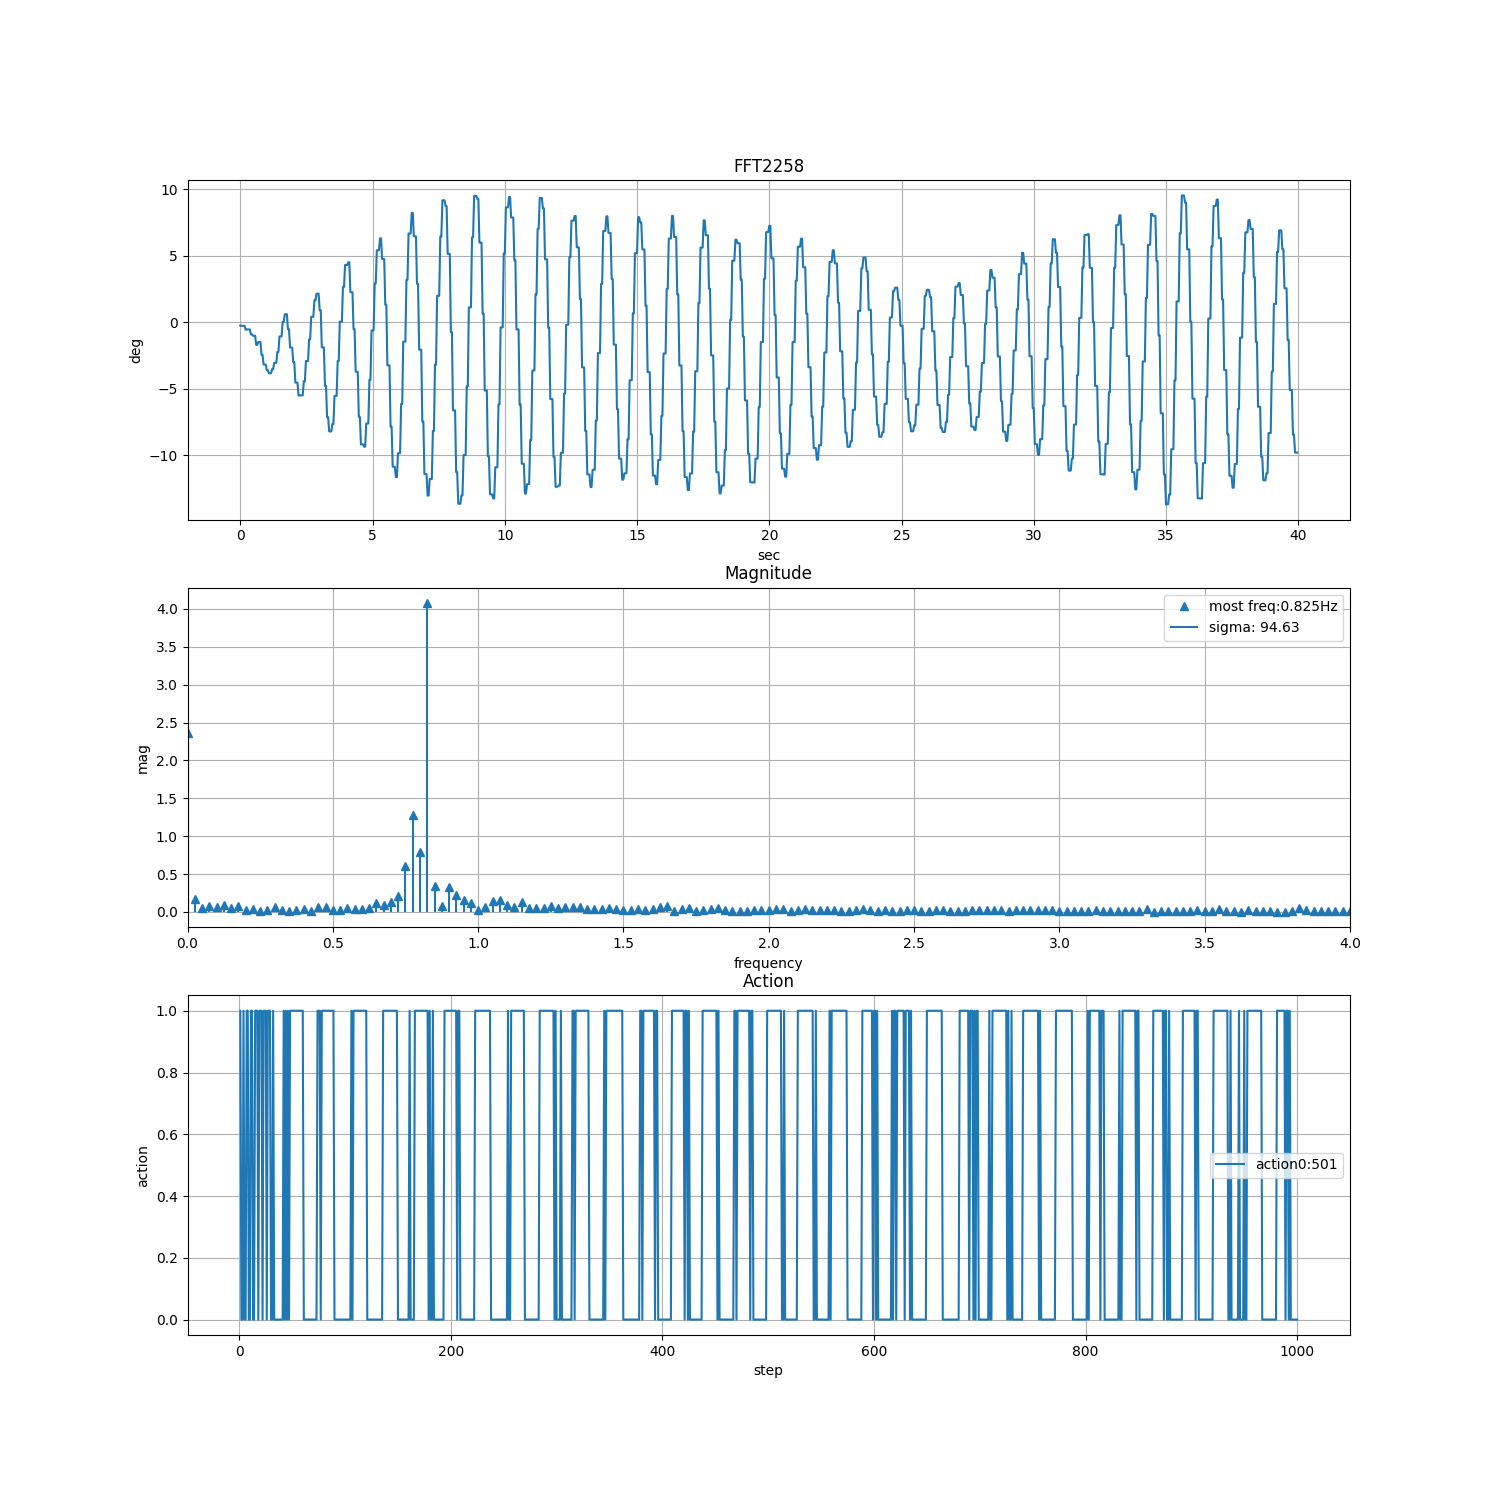 FFT2258
10
5
0
−5
−10
deg
0 5 10 15 20 25 30 35 40
sec
Magnitude
4.0
3.5
3.0
2.5
2.0
1.5
1.0
0.5
0.0
mag
most freq:0.825Hz
sigma: 94.63
0.0 0.5 1.0 1.5 2.0 2.5 3.0 3.5 4.0
frequency
Action
1.0
0.8
0.6
0.4
0.2
0.0
action
action0:501
0 200 400 600 800 1000
step